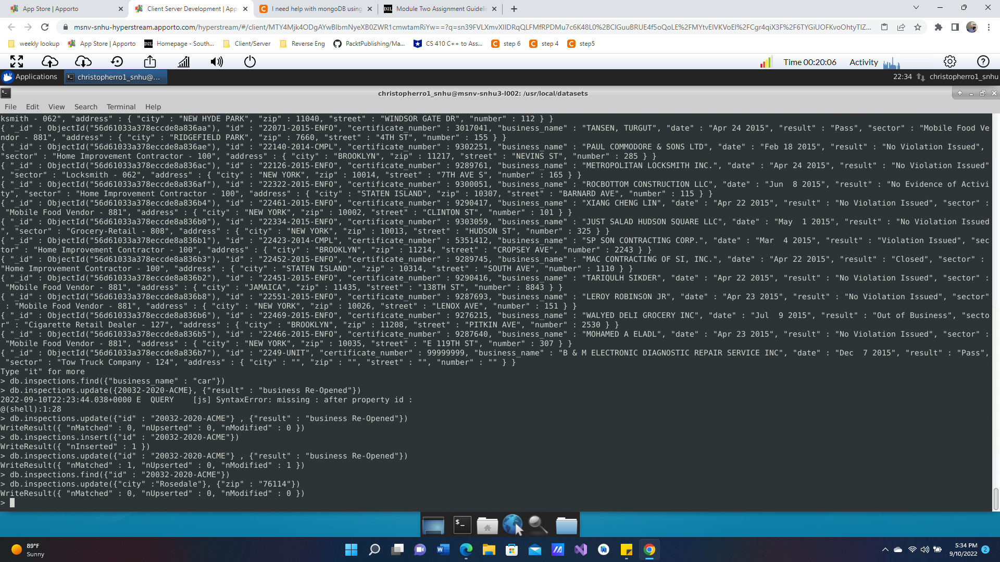 App Store | Apporto
Client Server Development | App
I need help with mongoDB using
D2L Module Two Assignment Guideli
msnv-snhu-hyperstream.apporto.com/hyperstream/#/client/
weekly lookup
App Store | Apporto
D2L Homepage - South...
Client/Server
Reverse Eng
PacktPublishing/Ma...
CS 410 C++ to Ass...
step 6
step 4
step5
Time 00:20:06
Activity
Applications
christopherro1_snhu@...
22:34
christopherro1_snhu
christopherro1_snhu@msnv-snhu3-l002: /usr/local/datasets
File Edit View Search Terminal Help
ksmith - 062", "address" : { "city" : "NEW HYDE PARK", "zip" : 11040, "street" : "WINDSOR GATE DR", "number" : 112 } }
{ "_id" : ObjectId("56d61033a378eccde8a836aa"), "id" : "22071-2015-ENFO", "certificate_number" : 3017041, "business_name" : "TANSEN, TURGUT", "date" : "Apr 24 2015", "result" : "Pass", "sector" : "Mobile Food Ve
ndor - 881", "address" : { "city" : "RIDGEFIELD PARK", "zip" : 7660, "street" : "4TH ST", "number" : 155 } }
{ "_id" : ObjectId("56d61033a378eccde8a836ae"), "id" : "22140-2014-CMPL", "certificate_number" : 9302251, "business_name" : "PAUL COMMODORE & SONS LTD", "date" : "Feb 18 2015", "result" : "No Violation Issued",
"sector" : "Home Improvement Contractor - 100", "address" : { "city" : "BROOKLYN", "zip" : 11217, "street" : "NEVINS ST", "number" : 285 } }
{ "_id" : ObjectId("56d61033a378eccde8a836ac"), "id" : "22126-2015-ENFO", "certificate_number" : 9289761, "business_name" : "METROPOLITAN LOCKSMITH INC.", "date" : "Apr 24 2015", "result" : "No Violation Issued"
, "sector" : "Locksmith - 062", "address" : { "city" : "NEW YORK", "zip" : 10014, "street" : "7TH AVE S", "number" : 165 } }
{ "_id" : ObjectId("56d61033a378eccde8a836af"), "id" : "22322-2015-ENFO", "certificate_number" : 9300051, "business_name" : "ROCBOTTOM CONSTRUCTION LLC", "date" : "Jun  8 2015", "result" : "No Evidence of Activi
ty", "sector" : "Home Improvement Contractor - 100", "address" : { "city" : "STATEN ISLAND", "zip" : 10307, "street" : "BARNARD AVE", "number" : 115 } }
{ "_id" : ObjectId("56d61033a378eccde8a836b4"), "id" : "22461-2015-ENFO", "certificate_number" : 9290417, "business_name" : "XIANG CHENG LIN", "date" : "Apr 22 2015", "result" : "No Violation Issued", "sector" :
"Mobile Food Vendor - 881", "address" : { "city" : "NEW YORK", "zip" : 10002, "street" : "CLINTON ST", "number" : 101 } }
{ "_id" : ObjectId("56d61033a378eccde8a836b0"), "id" : "22334-2015-ENFO", "certificate_number" : 9303059, "business_name" : "JUST SALAD HUDSON SQUARE LLC", "date" : "May  1 2015", "result" : "No Violation Issued
", "sector" : "Grocery-Retail - 808", "address" : { "city" : "NEW YORK", "zip" : 10013, "street" : "HUDSON ST", "number" : 325 } }
{ "_id" : ObjectId("56d61033a378eccde8a836b1"), "id" : "22423-2014-CMPL", "certificate_number" : 5351412, "business_name" : "SP SON CONTRACTING CORP.", "date" : "Mar  4 2015", "result" : "Violation Issued", "sec
tor" : "Home Improvement Contractor - 100", "address" : { "city" : "BROOKLYN", "zip" : 11214, "street" : "CROPSEY AVE", "number" : 2243 } }
{ "_id" : ObjectId("56d61033a378eccde8a836b3"), "id" : "22452-2015-ENFO", "certificate_number" : 9289745, "business_name" : "MAC CONTRACTING OF SI, INC.", "date" : "Apr 22 2015", "result" : "Closed", "sector" :
"Home Improvement Contractor - 100", "address" : { "city" : "STATEN ISLAND", "zip" : 10314, "street" : "SOUTH AVE", "number" : 1110 } }
{ "_id" : ObjectId("56d61033a378eccde8a836b2"), "id" : "22451-2015-ENFO", "certificate_number" : 9290416, "business_name" : "TARIQULH SIKDER", "date" : "Apr 22 2015", "result" : "No Violation Issued", "sector" :
"Mobile Food Vendor - 881", "address" : { "city" : "JAMAICA", "zip" : 11435, "street" : "138TH ST", "number" : 8843 } }
{ "_id" : ObjectId("56d61033a378eccde8a836b8"), "id" : "22551-2015-ENFO", "certificate_number" : 9287693, "business_name" : "LEROY ROBINSON JR", "date" : "Apr 23 2015", "result" : "No Violation Issued", "sector"
: "Mobile Food Vendor - 881", "address" : { "city" : "NEW YORK", "zip" : 10026, "street" : "LENOX AVE", "number" : 151 } }
{ "_id" : ObjectId("56d61033a378eccde8a836b6"), "id" : "22469-2015-ENFO", "certificate_number" : 9276215, "business_name" : "WALYED DELI GROCERY INC", "date" : "Jul  9 2015", "result" : "Out of Business", "secto
r" : "Cigarette Retail Dealer - 127", "address" : { "city" : "BROOKLYN", "zip" : 11208, "street" : "PITKIN AVE", "number" : 2530 } }
{ "_id" : ObjectId("56d61033a378eccde8a836b5"), "id" : "22466-2015-ENFO", "certificate_number" : 9287640, "business_name" : "MOHAMED A ELADL", "date" : "Apr 23 2015", "result" : "No Violation Issued", "sector" :
"Mobile Food Vendor - 881", "address" : { "city" : "NEW YORK", "zip" : 10035, "street" : "E 119TH ST", "number" : 307 } }
{ "_id" : ObjectId("56d61033a378eccde8a836b7"), "id" : "2249-UNIT", "certificate_number" : 99999999, "business_name" : "B & M ELECTRONIC DIAGNOSTIC REPAIR SERVICE INC", "date" : "Dec  7 2015", "result" : "Pass",
"sector" : "Tow Truck Company - 124", "address" : { "city" : "", "zip" : "", "street" : "", "number" : "" } }
Type "it" for more
> db.inspections.find({"business_name" : "car"})
> db.inspections.update({20032-2020-ACME}, {"result" : "business Re-Opened"})
2022-09-10T22:23:44.038+0000 E  QUERY    [js] SyntaxError: missing : after property id :
@(shell):1:28
> db.inspections.update({"id" : "20032-2020-ACME"} , {"result" : "business Re-Opened"})
WriteResult({ "nMatched" : 0, "nUpserted" : 0, "nModified" : 0 })
> db.inspections.insert({"id" : "20032-2020-ACME"})
WriteResult({ "nInserted" : 1 })
> db.inspections.update({"id" : "20032-2020-ACME"} , {"result" : "business Re-Opened"})
WriteResult({ "nMatched" : 1, "nUpserted" : 0, "nModified" : 1 })
> db.inspections.find({"id" : "20032-2020-ACME"})
> db.inspections.update({"city" :"Rosedale"}, {"zip" : "76114"})
WriteResult({ "nMatched" : 0, "nUpserted" : 0, "nModified" : 0 })
>
89°F
Sunny
5:34 PM
9/10/2022
2